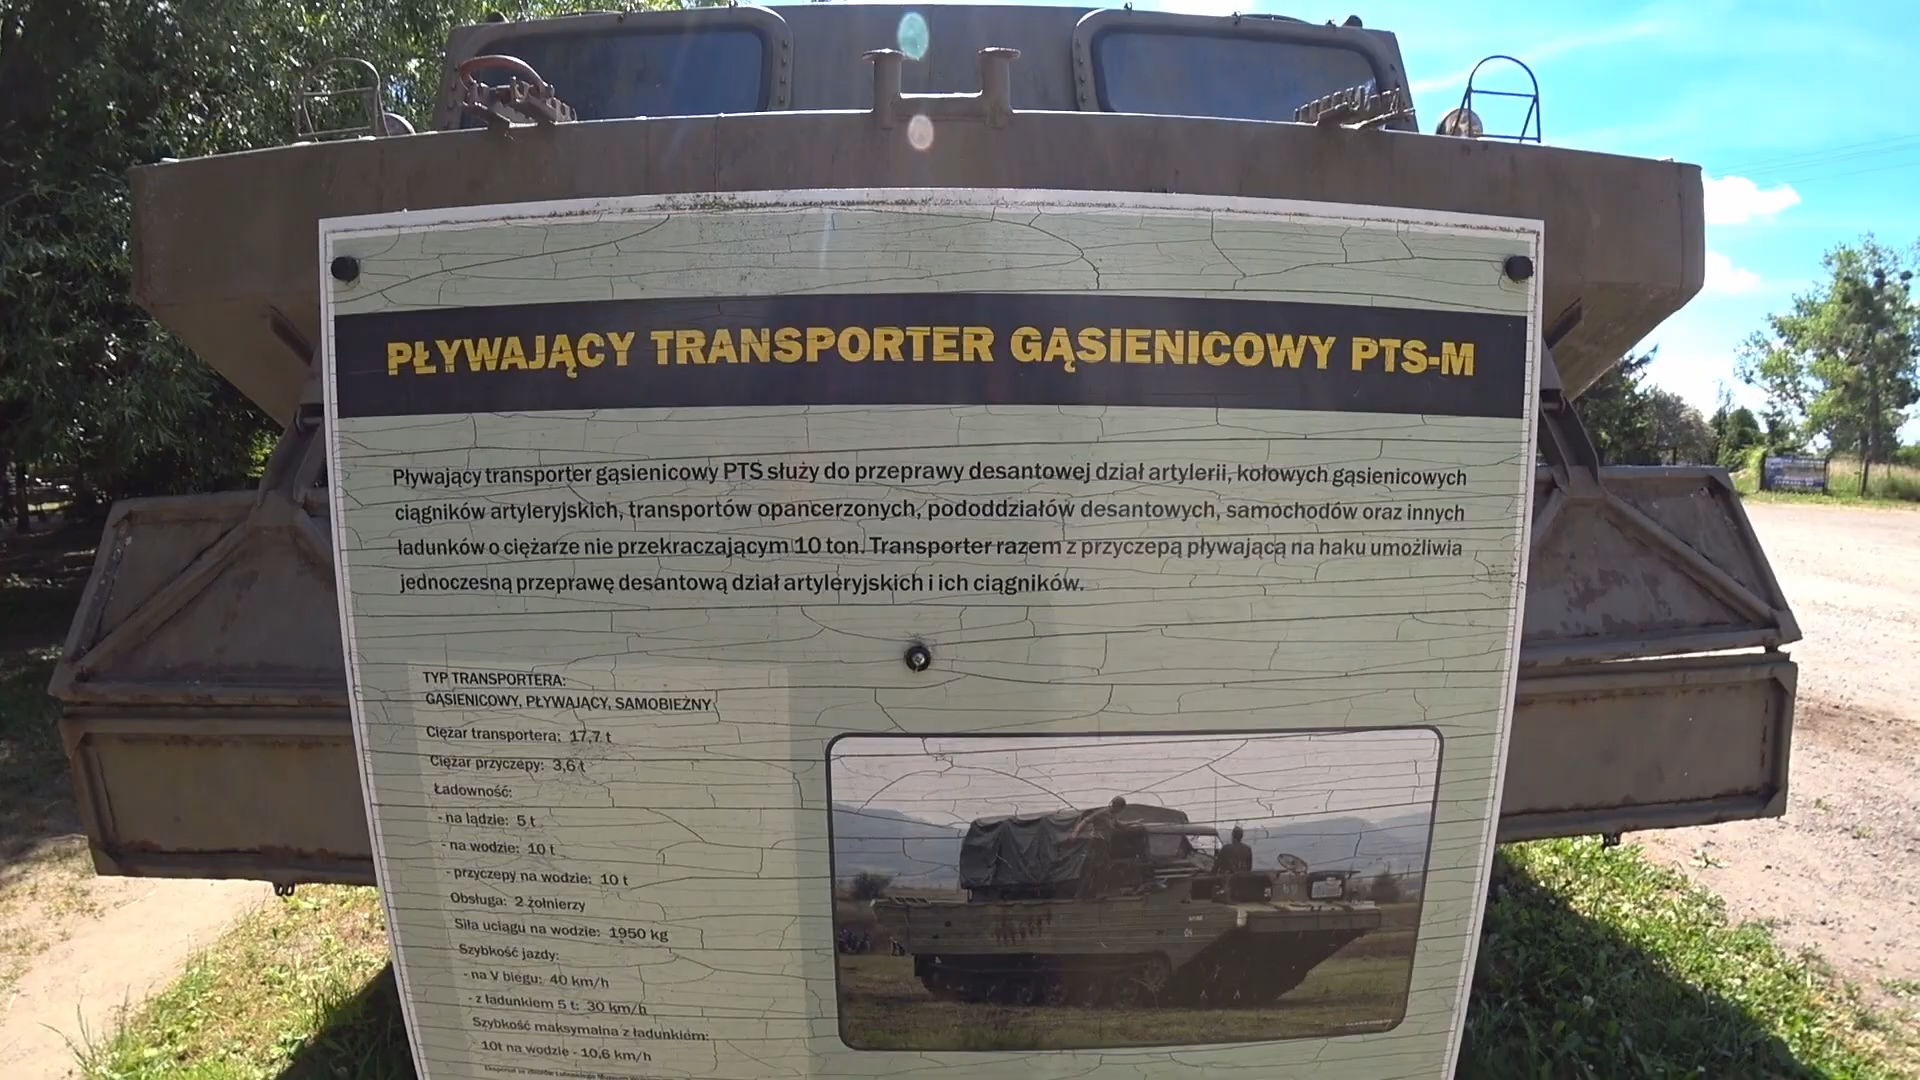 PŁYWAJĄCY TRANSPORTER GĄSIENICOWY PTS-M
Pływający transporter gąsienicowy PTS służy do przeprawy desantowej dział artylerii, kołowych gąsienicowych
ciągników artyleryjskich, transportów opancerzonych, pododdziałów desantowych, samochodów oraz innych
ładunków o ciężarze nie przekraczającym 10 ton. Transporter razem z przyczepą pływającą na haku umożliwia
jednoczesną przeprawę desantową dział artyleryjskich i ich ciągników.
TYP TRANSPORTERA:
GĄSIENICOWY, PŁYWAJĄCY, SAMOBIEŻNY
Ciężar transportera: 17,7 t
Ciężar przyczepy: 3,6 t
Ładowność:
- na lądzie: 5 t
- na wodzie: 10 t
- przyczepy na wodzie: 10 t
Obsługa: 2 żołnierzy
Siła uciągu na wodzie: 1950 kg
Szybkość jazdy:
- na V biegu: 40 km/h
- z ładunkiem 5 t: 30 km/h
Szybkość maksymalna z ładunkiem:
10t na wodzie - 10,6 km/h